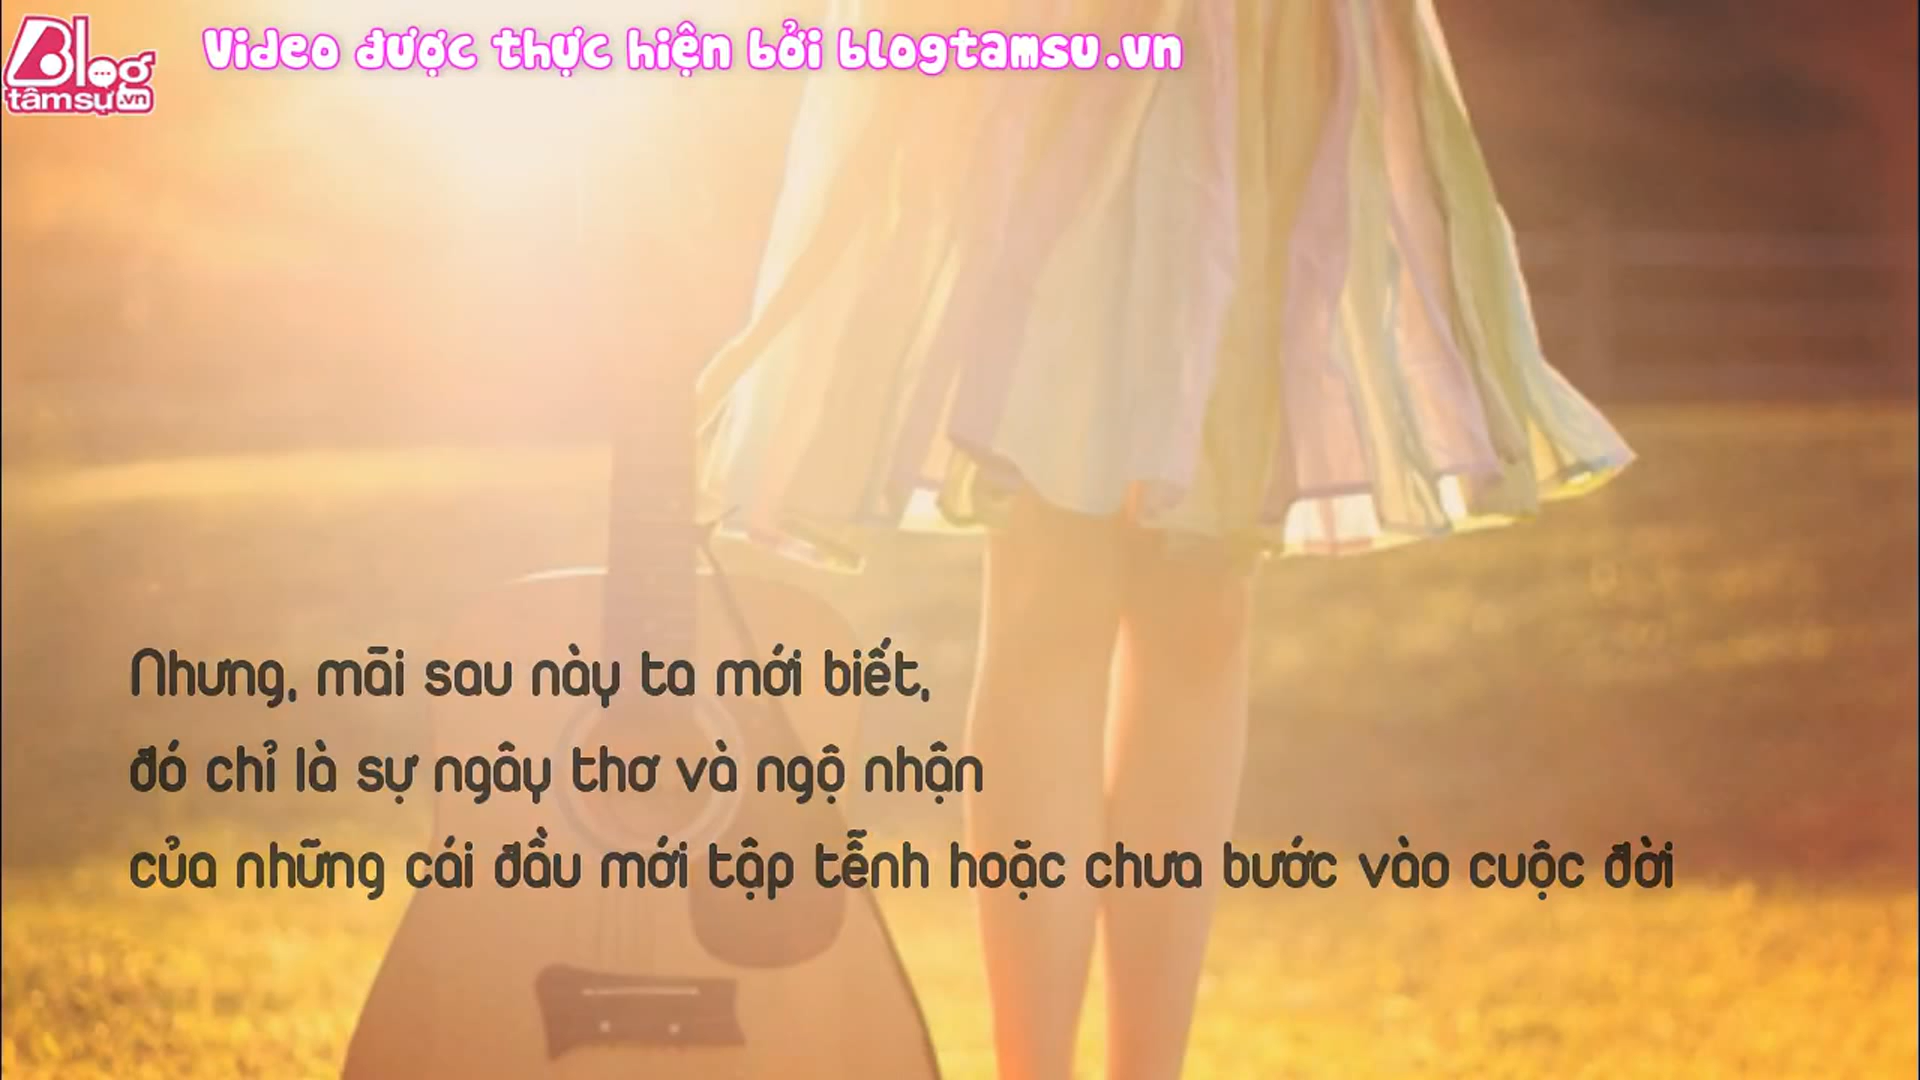 Blog
tâmsự.vn
Video được thực hiện bởi blogtamsu.vn
Nhưng, mãi sau này ta mới biết,
đó chỉ là sự ngây thơ và ngộ nhận
của những cái đầu mới tập tễnh hoặc chưa bước vào cuộc đời